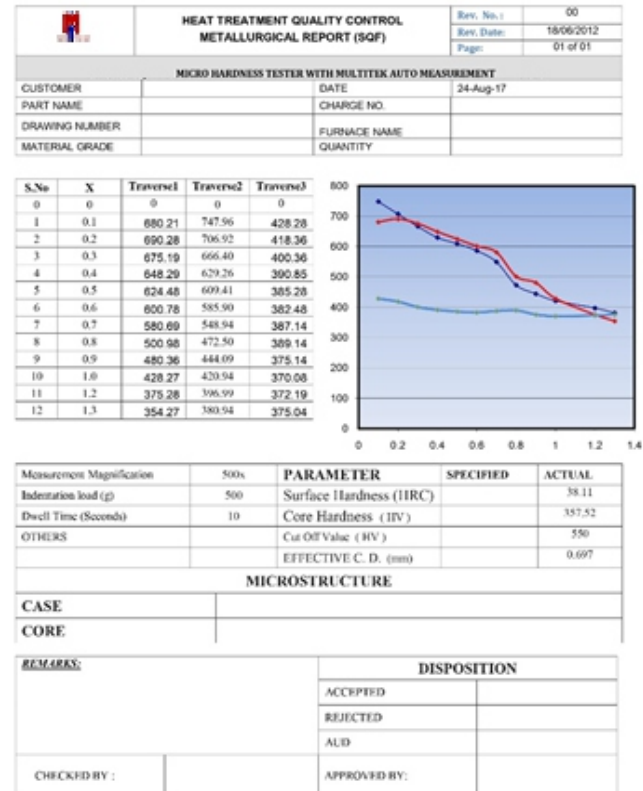 HEAT TREATMENT QUALITY CONTROL
METALLURGICAL REPORT (SQF)
Rev. No.: 00
Rev. Date: 18/06/2012
Page: 01 of 01
MICRO HARDNESS TESTER WITH MULTITEK AUTO MEASUREMENT
CUSTOMER DATE 24-Aug-17
PART NAME CHARGE NO.
DRAWING NUMBER FURNACE NAME
MATERIAL GRADE QUANTITY
S.No X Traverse1 Traverse2 Traverse3
0 0 0 0 0
1 0.1 680.21 747.96 428.28
2 0.2 690.28 706.92 418.36
3 0.3 675.19 666.40 400.36
4 0.4 648.29 629.26 390.85
5 0.5 624.48 609.41 385.28
6 0.6 600.78 585.90 382.48
7 0.7 580.69 548.94 387.14
8 0.8 500.98 472.50 389.14
9 0.9 480.36 444.09 375.14
10 1.0 428.27 420.94 370.08
11 1.2 375.28 396.99 372.19
12 1.3 354.27 380.94 375.04
800
700
600
500
400
300
200
100
0
0 0.2 0.4 0.6 0.8 1 1.2 1.4
Measurement Magnification 500x PARAMETER SPECIFIED ACTUAL
Indentation load (g) 500 Surface Hardness (HRC) 38.11
Dwell Time (Seconds) 10 Core Hardness (HV) 357.52
OTHERS Cut Off Value (HV) 550
EFFECTIVE C. D. (mm) 0.697
MICROSTRUCTURE
CASE
CORE
REMARKS:
DISPOSITION
ACCEPTED
REJECTED
AUD
CHECKED BY : APPROVED BY: